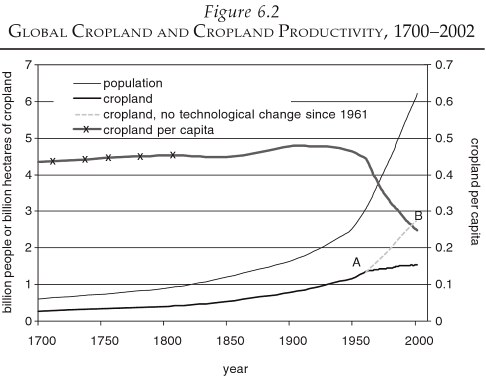 Figure 6.2
GLOBAL CROPLAND AND CROPLAND PRODUCTIVITY, 1700–2002
7
6
5
4
3
2
1
0
billion people or billion hectares of cropland
population
cropland
cropland, no technological change since 1961
cropland per capita
A
B
0.7
0.6
0.5
0.4
0.3
0.2
0.1
0
cropland per capita
1700
1750
1800
1850
1900
1950
2000
year